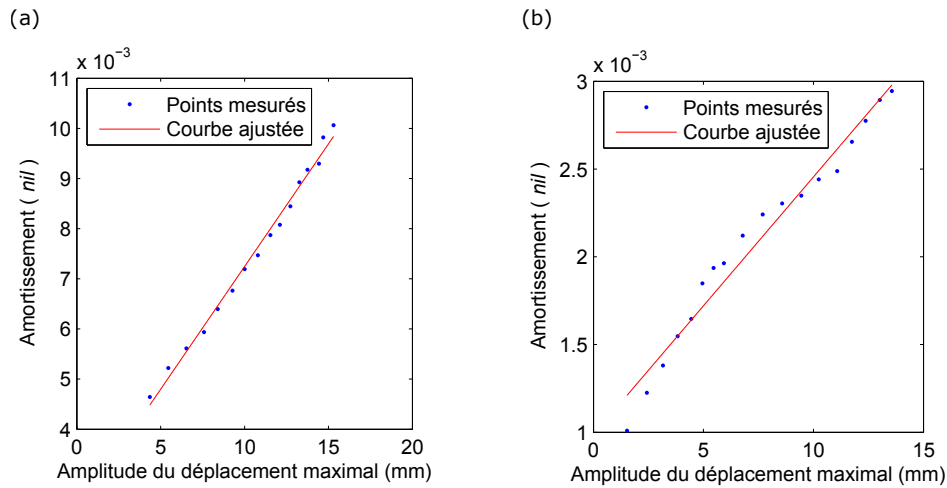 (a)
x 10⁻³
11
10
9
8
7
6
5
4
0 5 10 15 20
Amortissement ( nil )
Amplitude du déplacement maximal (mm)
Points mesurés
Courbe ajustée
(b)
x 10⁻³
3
2.5
2
1.5
1
0 5 10 15
Amortissement ( nil )
Amplitude du déplacement maximal (mm)
Points mesurés
Courbe ajustée